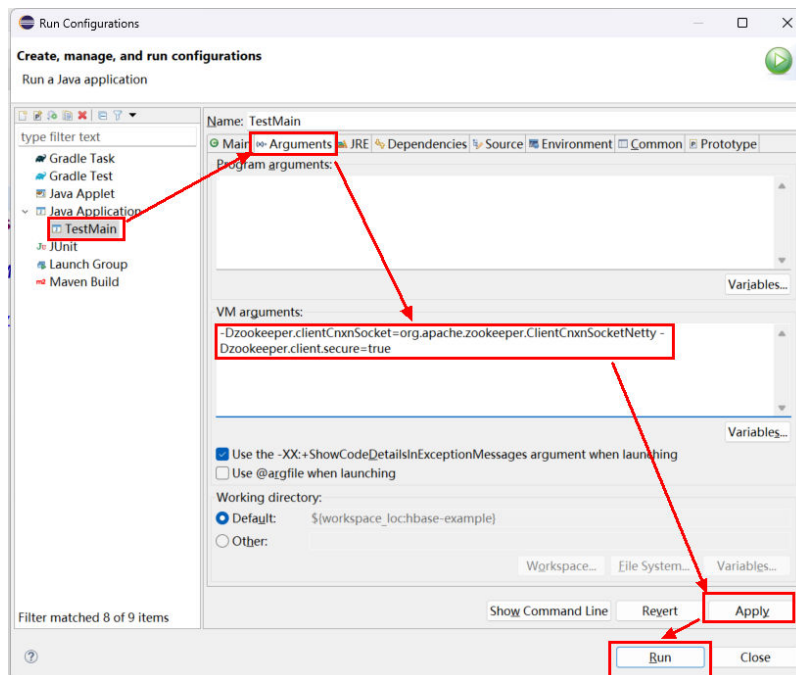 Run Configurations
Create, manage, and run configurations
Run a Java application
type filter text
Gradle Task
Gradle Test
Java Applet
Java Application
TestMain
JUnit
Launch Group
Maven Build
Filter matched 8 of 9 items
Name: TestMain
Main Arguments JRE Dependencies Source Environment Common Prototype
Program arguments:
Variables...
VM arguments:
-Dzookeeper.clientCnxnSocket=org.apache.zookeeper.ClientCnxnSocketNetty -
Dzookeeper.client.secure=true
Variables...
Use the -XX:+ShowCodeDetailsInExceptionMessages argument when launching
Use @argfile when launching
Working directory:
Default: ${workspace_loc:hbase-example}
Other:
Workspace... File System... Variables...
Show Command Line Revert Apply
Run Close